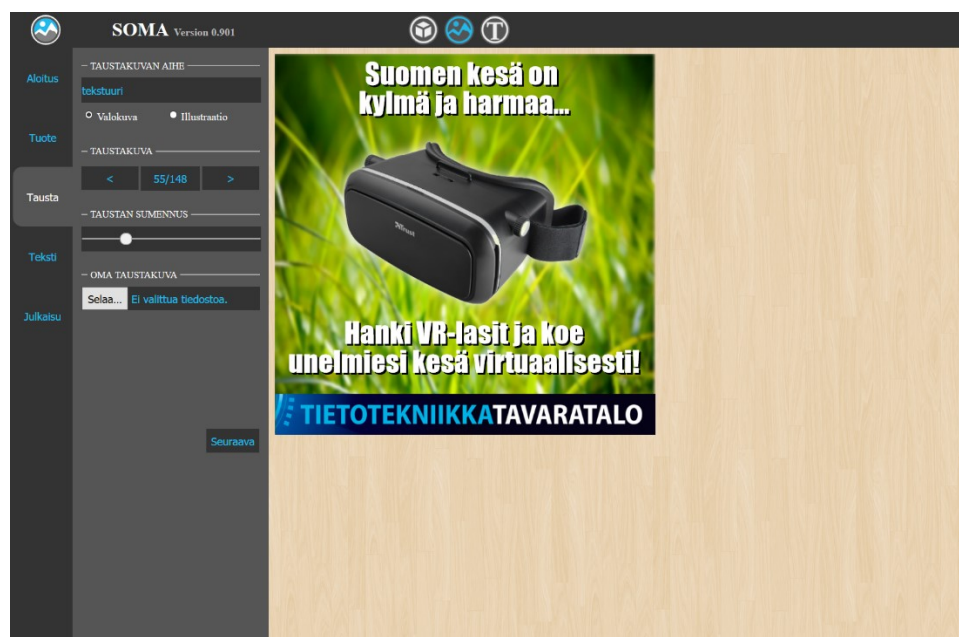 SOMA Version 0.901
T
Aloitus
Tuote
Tausta
Teksti
Julkaisu
TAUSTAKUVAN AIHE
tekstuuri
Valokuva Illustraatio
TAUSTAKUVA
< 55/148 >
TAUSTAN SUMENNUS
OMA TAUSTAKUVA
Selaa... Ei valittua tiedostoa.
Seuraava
Suomen kesä on
kylmä ja harmaa...
Trust
Hanki VR-lasit ja koe
unelmiesi kesä virtuaalisesti!
TIETOTEKNIIKKATAVARATALO